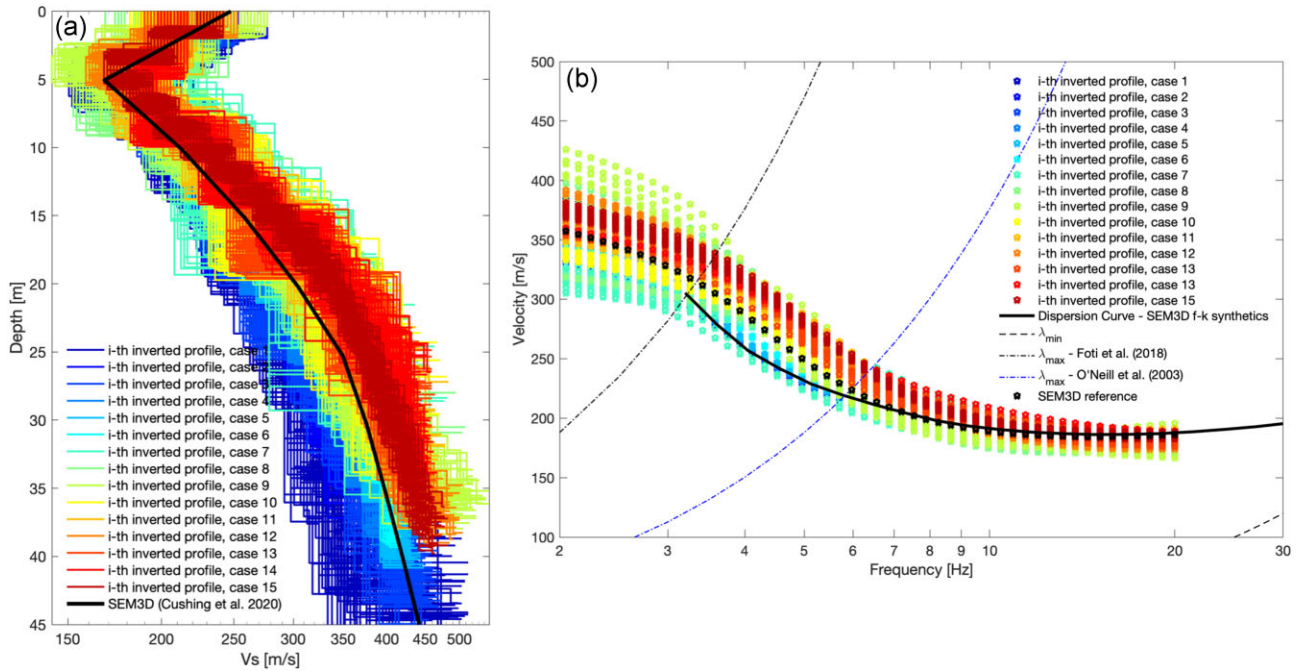 (a)
0
5
10
15
20
25
30
35
40
45
Depth [m]
150
200
250
300
350
400
450
500
Vs [m/s]
i-th inverted profile, case
i-th inverted profile, case
i-th inverted profile, case
i-th inverted profile, case 4
i-th inverted profile, case 5
i-th inverted profile, case 6
i-th inverted profile, case 7
i-th inverted profile, case 8
i-th inverted profile, case 9
i-th inverted profile, case 10
i-th inverted profile, case 11
i-th inverted profile, case 12
i-th inverted profile, case 13
i-th inverted profile, case 14
i-th inverted profile, case 15
SEM3D (Cushing et al. 2020)
(b)
500
450
400
350
300
250
200
150
100
Velocity [m/s]
2
3
4
5
6
7
8
9
10
20
30
Frequency [Hz]
i-th inverted profile, case 1
i-th inverted profile, case 2
i-th inverted profile, case 3
i-th inverted profile, case 4
i-th inverted profile, case 5
i-th inverted profile, case 6
i-th inverted profile, case 7
i-th inverted profile, case 8
i-th inverted profile, case 9
i-th inverted profile, case 10
i-th inverted profile, case 11
i-th inverted profile, case 12
i-th inverted profile, case 13
i-th inverted profile, case 13
i-th inverted profile, case 15
Dispersion Curve - SEM3D f-k synthetics
λmin
λmax - Foti et al. (2018)
λmax - O'Neill et al. (2003)
SEM3D reference